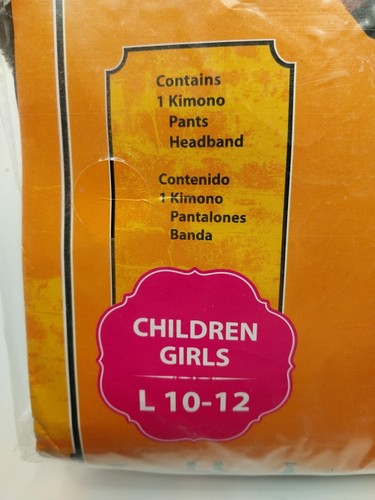 Contains
1 Kimono
Pants
Headband
Contenido
1 Kimono
Pantalones
Banda
CHILDREN
GIRLS
L 10-12